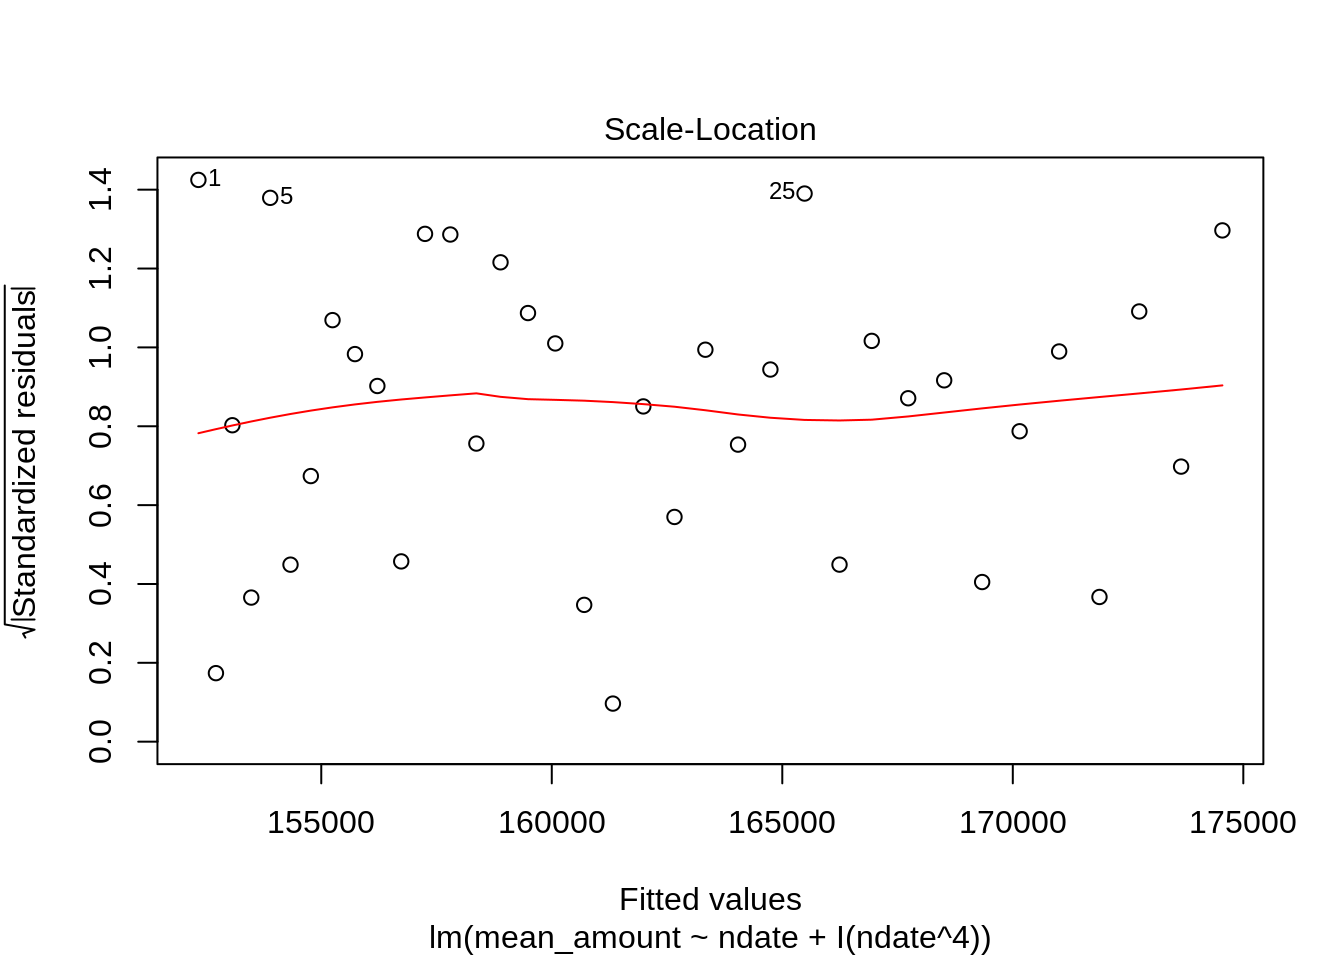 Scale-Location
√|Standardized residuals|
1.4
1.2
1.0
0.8
0.6
0.4
0.2
0.0
1
5
25
155000 160000 165000 170000 175000
Fitted values
lm(mean_amount ~ ndate + I(ndate^4))